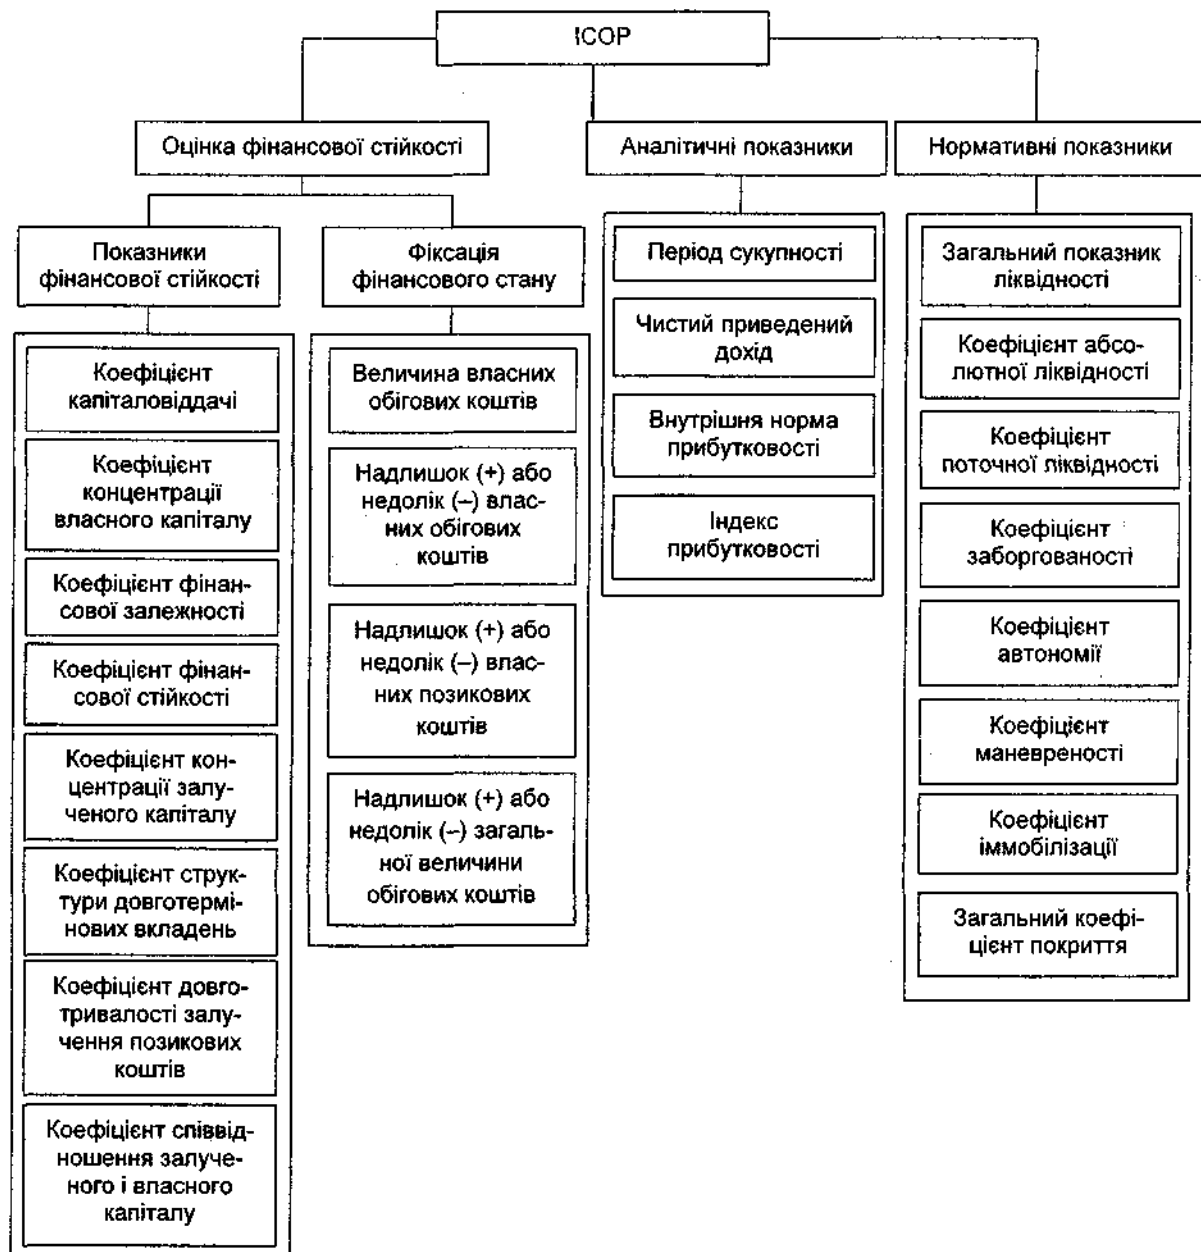 ІСОР
Оцінка фінансової стійкості
Аналітичні показники
Нормативні показники
Показники
фінансової стійкості
Фіксація
фінансового стану
Коефіцієнт
капіталовіддачі
Коефіцієнт
концентрації
власного капіталу
Коефіцієнт фінан-
сової залежності
Коефіцієнт фінан-
сової стійкості
Коефіцієнт кон-
центрації залу-
ченого капіталу
Коефіцієнт струк-
тури довготермі-
нових вкладень
Коефіцієнт довго-
тривалості залу-
чення позикових
коштів
Коефіцієнт співвід-
ношення залуче-
ного і власного
капіталу
Величина власних
обігових коштів
Надлишок (+) або
недолік (–) влас-
них обігових
коштів
Надлишок (+) або
недолік (–) влас-
них позикових
коштів
Надлишок (+) або
недолік (–) загаль-
ної величини
обігових коштів
Період сукупності
Чистий приведений
дохід
Внутрішня норма
прибутковості
Індекс
прибутковості
Загальний показник
ліквідності
Коефіцієнт абсо-
лютної ліквідності
Коефіцієнт
поточної ліквідності
Коефіцієнт
заборгованості
Коефіцієнт
автономії
Коефіцієнт
маневреності
Коефіцієнт
іммобілізації
Загальний коефі-
цієнт покриття